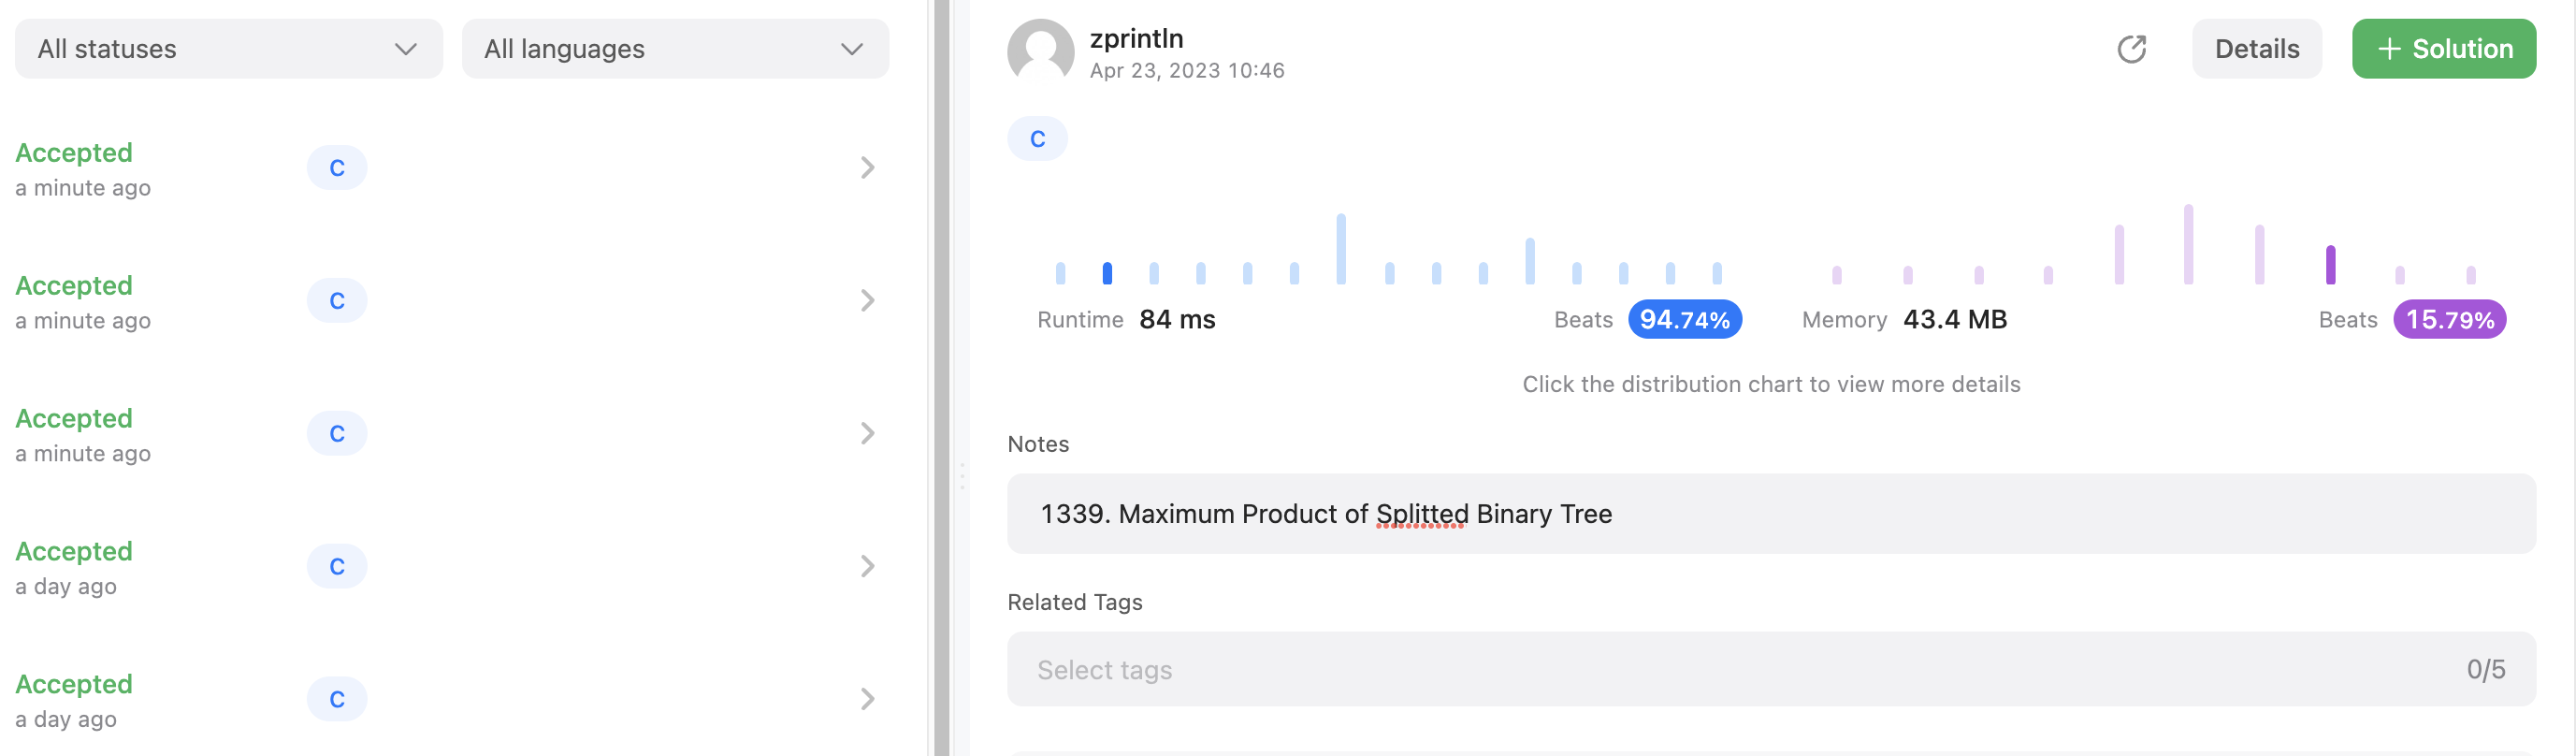 All statuses
All languages
Accepted
a minute ago
C
Accepted
a minute ago
C
Accepted
a minute ago
C
Accepted
a day ago
C
Accepted
a day ago
C
zprintln
Apr 23, 2023 10:46
Details
+ Solution
C
Runtime 84 ms
Beats 94.74%
Memory 43.4 MB
Beats 15.79%
Click the distribution chart to view more details
Notes
1339. Maximum Product of Splitted Binary Tree
Related Tags
Select tags
0/5